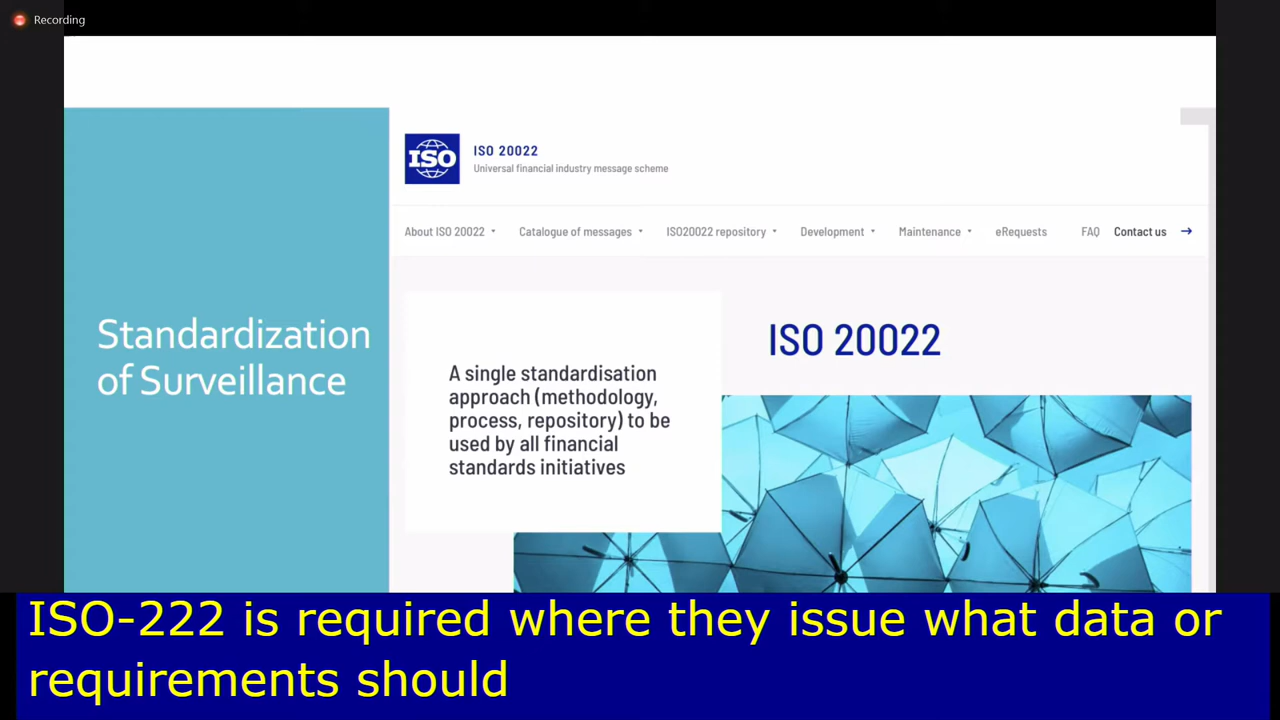 Recording
ISO
ISO 20022
Universal financial industry message scheme
About ISO 20022 Catalogue of messages ISO20022 repository Development Maintenance eRequests FAQ Contact us →
Standardization
of Surveillance
A single standardisation
approach (methodology,
process, repository) to be
used by all financial
standards initiatives
ISO 20022
ISO-222 is required where they issue what data or
requirements should